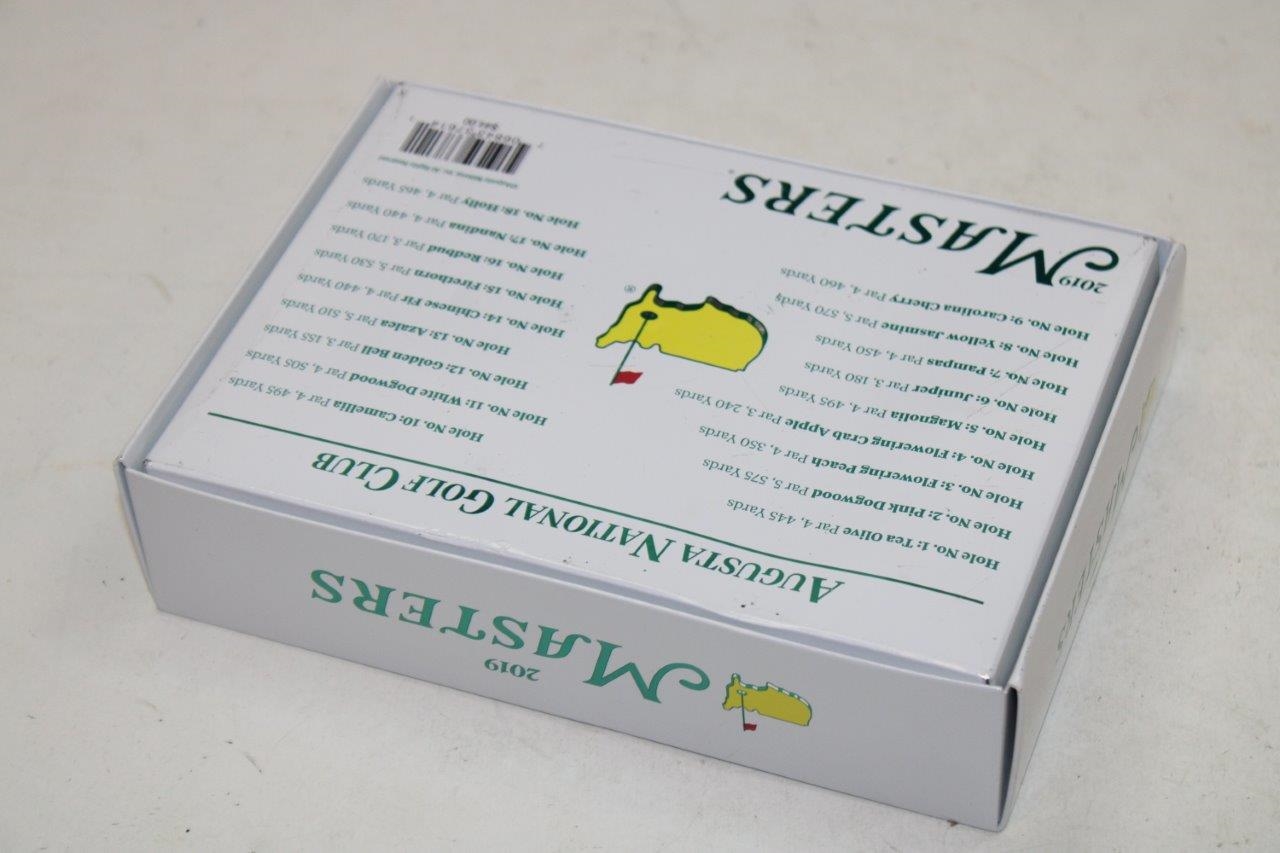 AUGUSTA NATIONAL GOLF CLUB
Hole No. 1: Tea Olive Par 4, 445 Yards
Hole No. 2: Pink Dogwood Par 5, 575 Yards
Hole No. 3: Flowering Peach Par 4, 350 Yards
Hole No. 4: Flowering Crab Apple Par 3, 240 Yards
Hole No. 5: Magnolia Par 4, 495 Yards
Hole No. 6: Juniper Par 3, 180 Yards
Hole No. 7: Pampas Par 4, 450 Yards
Hole No. 8: Yellow Jasmine Par 5, 570 Yards
Hole No. 9: Carolina Cherry Par 4, 460 Yards
Hole No. 10: Camellia Par 4, 495 Yards
Hole No. 11: White Dogwood Par 4, 505 Yards
Hole No. 12: Golden Bell Par 3, 155 Yards
Hole No. 13: Azalea Par 5, 510 Yards
Hole No. 14: Chinese Fir Par 4, 440 Yards
Hole No. 15: Firethorn Par 5, 530 Yards
Hole No. 16: Redbud Par 3, 170 Yards
Hole No. 17: Nandina Par 4, 440 Yards
Hole No. 18: Holly Par 4, 465 Yards
®
2019
MASTERS®
©Augusta National, Inc. All Rights Reserved
$44.00
2019
MASTERS